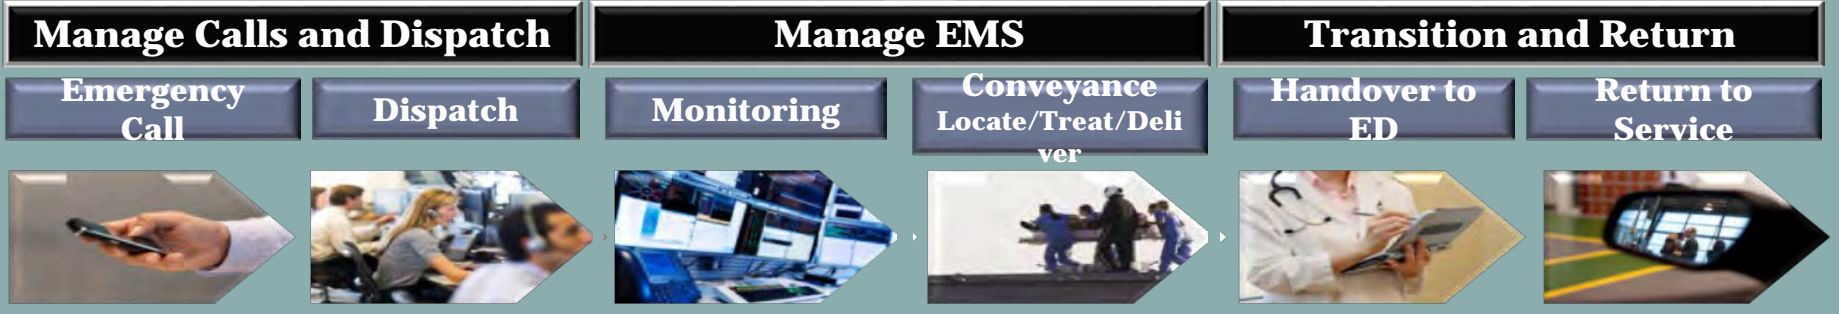 Manage Calls and Dispatch
Manage EMS
Transition and Return
Emergency
Call
Dispatch
Monitoring
Conveyance
Locate/Treat/Deli
ver
Handover to
ED
Return to
Service